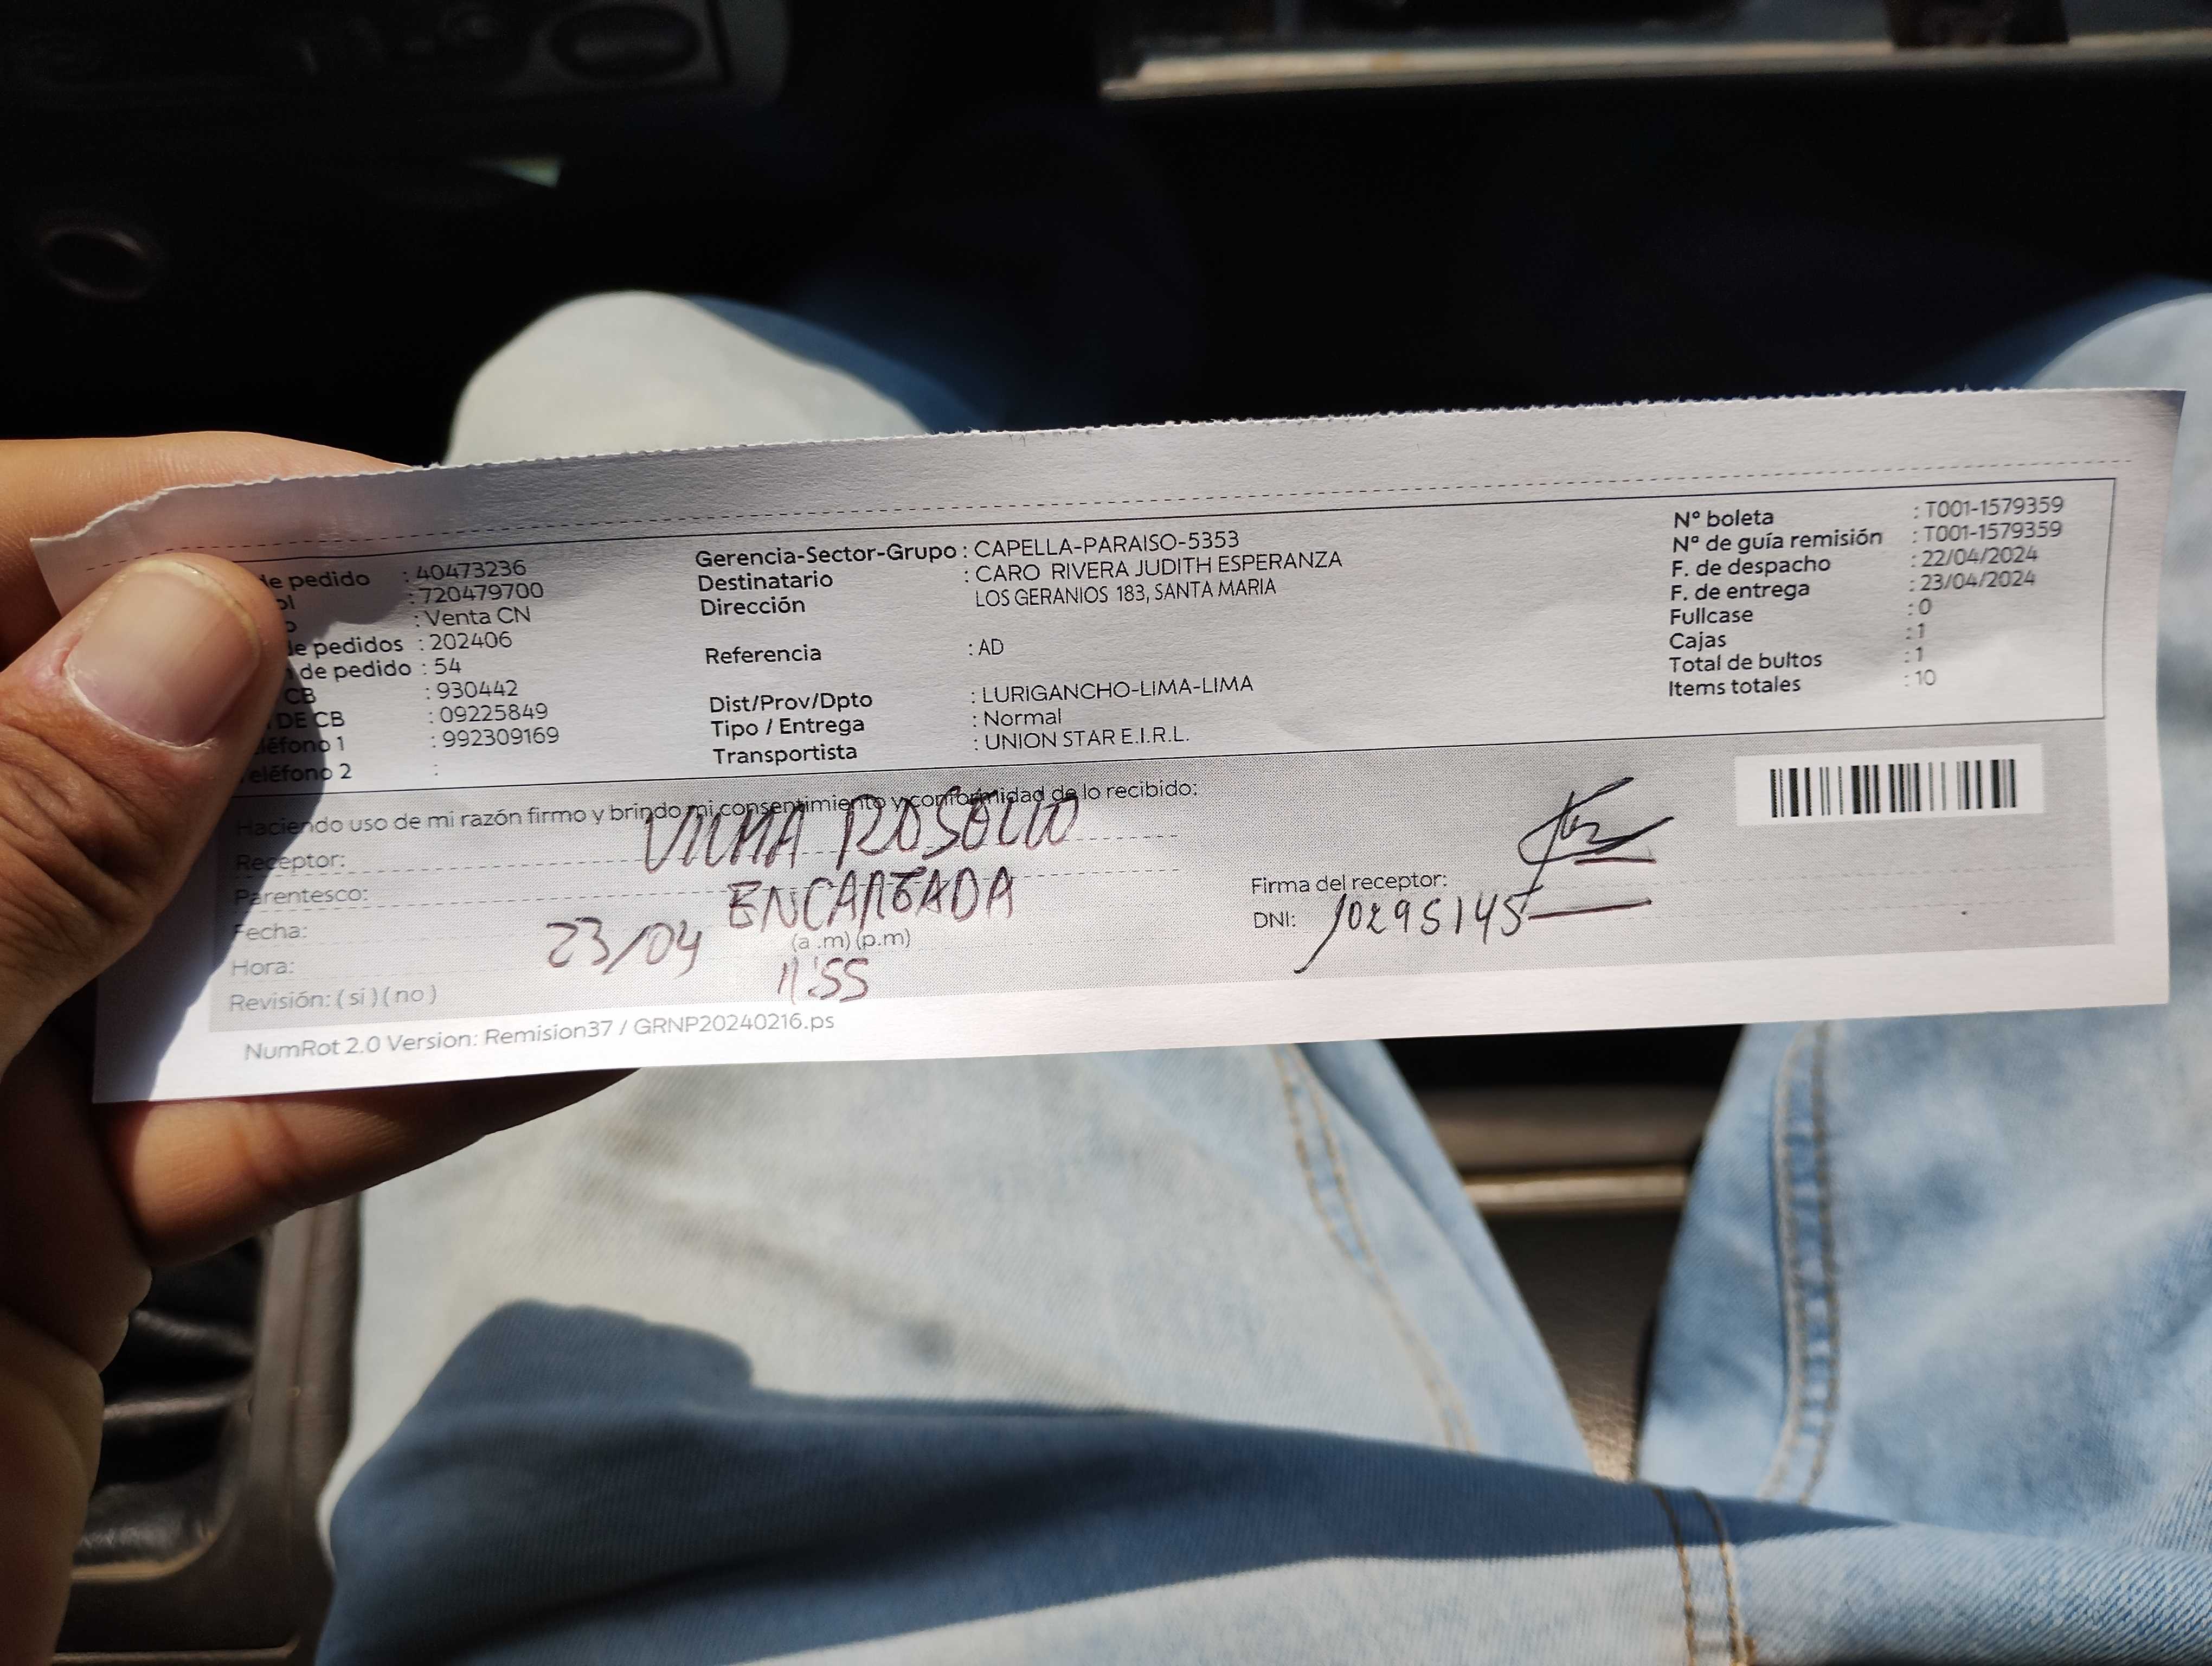 de pedido : 40473236
ol : 720479700
o : Venta CN
de pedidos : 202406
de pedido : 54
CB : 930442
DE CB : 09225849
léfono 1 : 992309169
eléfono 2 :
Gerencia-Sector-Grupo : CAPELLA-PARAISO-5353
Destinatario : CARO RIVERA JUDITH ESPERANZA
Dirección LOS GERANIOS 183, SANTA MARIA
Referencia : AD
Dist/Prov/Dpto : LURIGANCHO-LIMA-LIMA
Tipo / Entrega : Normal
Transportista : UNION STAR E.I.R.L.
Nº boleta : T001-1579359
Nº de guía remisión : T001-1579359
F. de despacho : 22/04/2024
F. de entrega : 23/04/2024
Fullcase : 0
Cajas : 1
Total de bultos : 1
Items totales : 10
Haciendo uso de mi razón firmo y brindo mi consentimiento y conformidad de lo recibido:
Receptor: VILMA
Parentesco: ENCARGADA
Fecha: 23/04
Hora: (a .m) (p.m) 11:55
Revisión: ( sí ) ( no )
Firma del receptor:
DNI: 10295145
NumRot 2.0 Version: Remision37 / GRNP20240216.ps